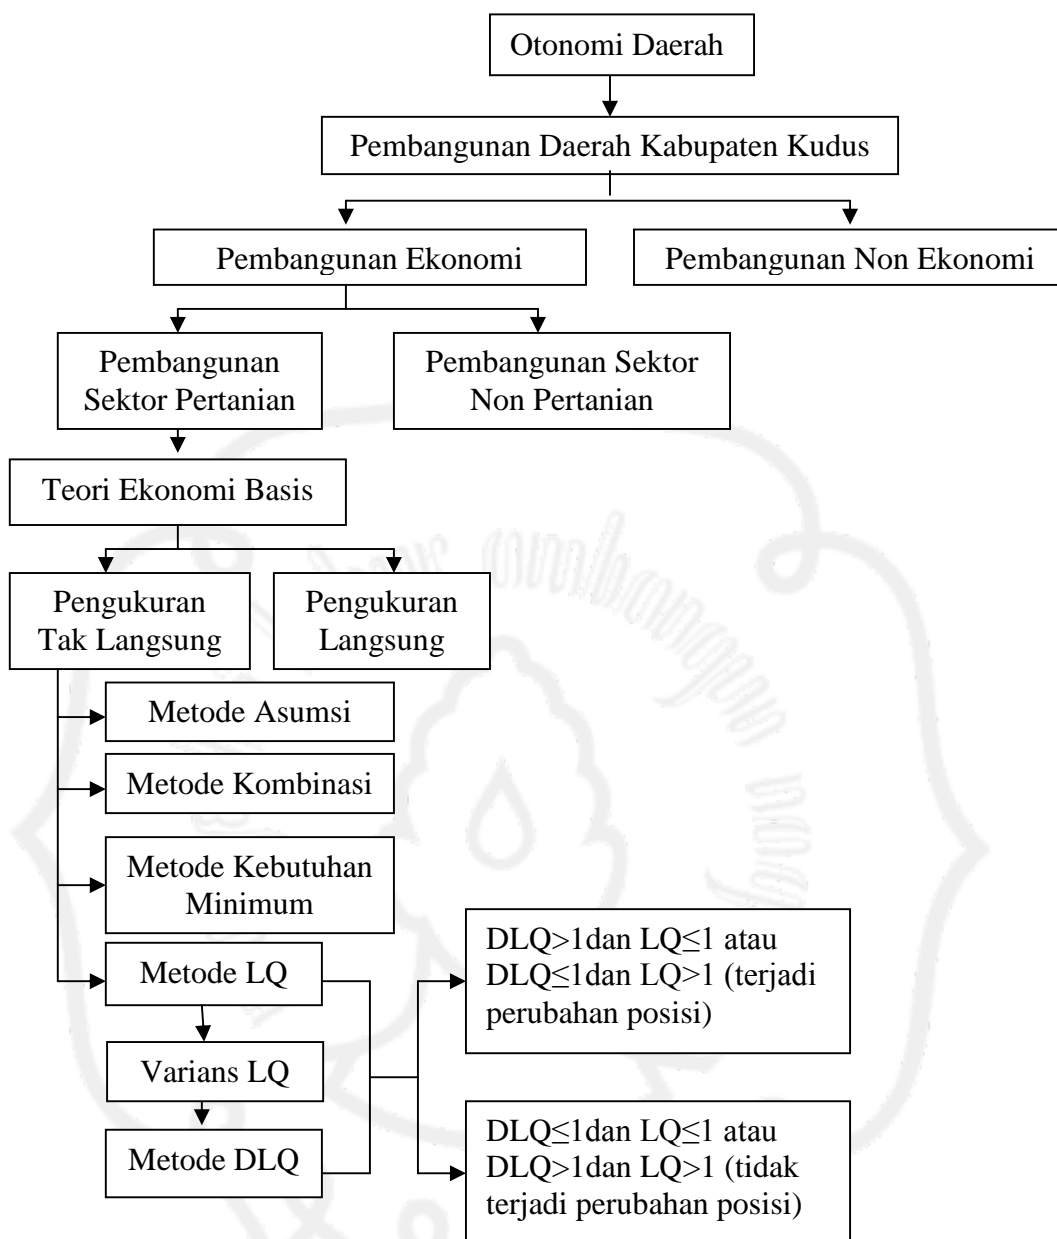 Otonomi Daerah
Pembangunan Daerah Kabupaten Kudus
Pembangunan Ekonomi
Pembangunan Non Ekonomi
Pembangunan
Sektor Pertanian
Pembangunan Sektor
Non Pertanian
Teori Ekonomi Basis
Pengukuran
Tak Langsung
Pengukuran
Langsung
Metode Asumsi
Metode Kombinasi
Metode Kebutuhan
Minimum
Metode LQ
Varians LQ
Metode DLQ
DLQ>1dan LQ≤1 atau
DLQ≤1dan LQ>1 (terjadi
perubahan posisi)
DLQ≤1dan LQ≤1 atau
DLQ>1dan LQ>1 (tidak
terjadi perubahan posisi)